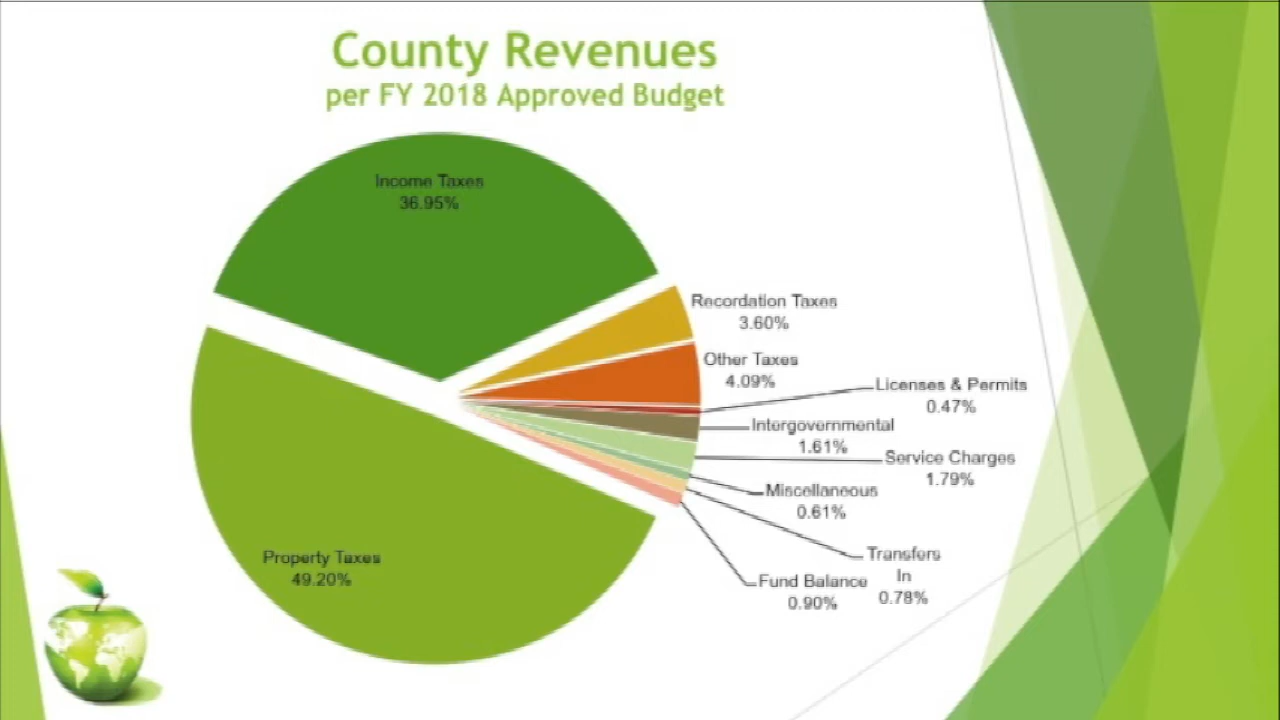 County Revenues
per FY 2018 Approved Budget
Income Taxes
36.95%
Recordation Taxes
3.60%
Other Taxes
4.09%
Licenses & Permits
0.47%
Intergovernmental
1.61%
Service Charges
1.79%
Miscellaneous
0.61%
Transfers
In
0.78%
Fund Balance
0.90%
Property Taxes
49.20%